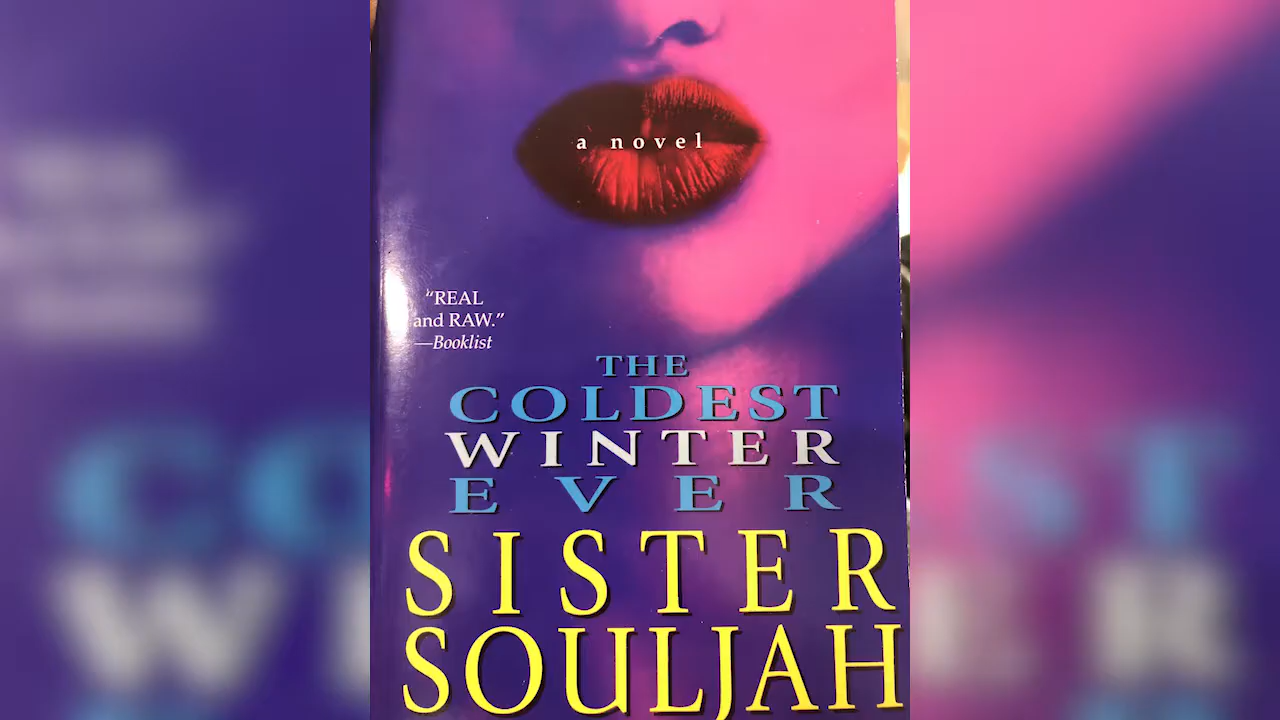 a novel
“REAL
and RAW.”
—Booklist
THE
COLDEST
WINTER
EVER
SISTER
SOULJAH